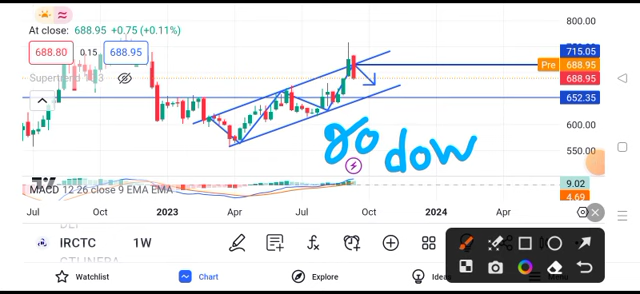 At close: 688.95 +0.75 (+0.11%)
800.00
688.80 0.15 688.95
715.05
Pre 688.95
688.95
652.35
600.00
550.00
go dow
MACD 12 26 close 9 EMA EMA
9.02
4.69
Jul Oct 2023 Apr Jul Oct 2024 Apr
IRCTC 1W
Watchlist Chart Explore Ideas Menu